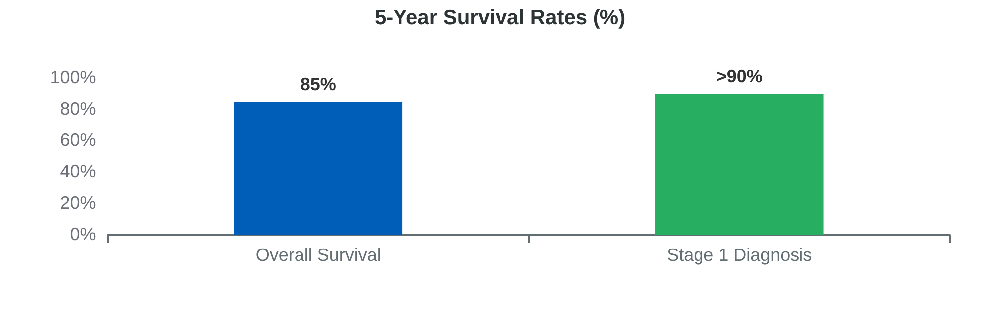 5-Year Survival Rates (%)
100%
80%
60%
40%
20%
0%
85%
>90%
Overall Survival
Stage 1 Diagnosis